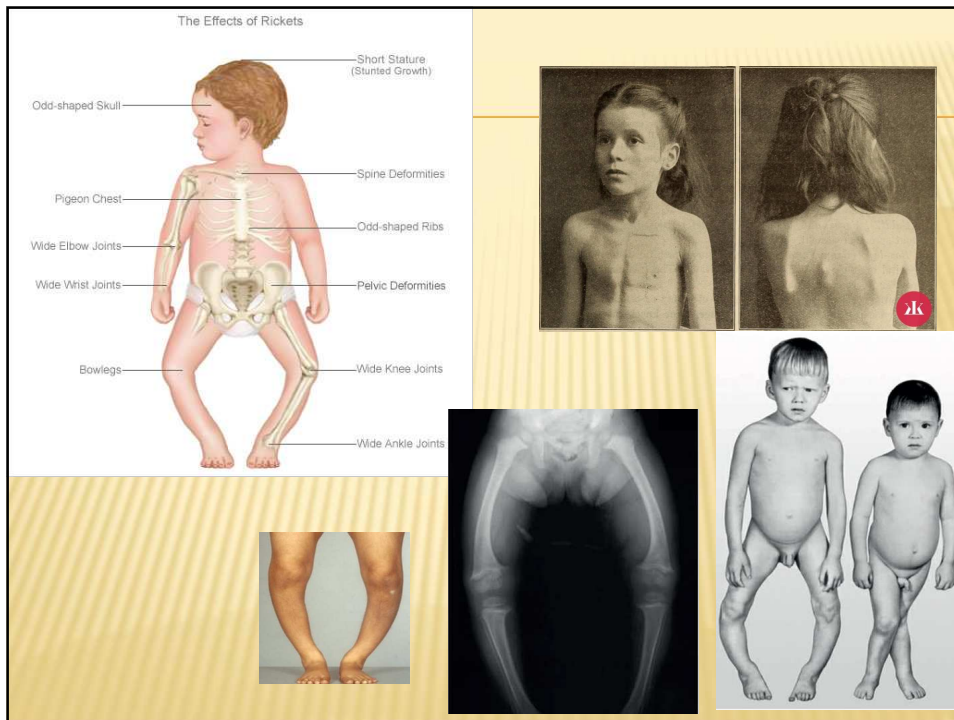 The Effects of Rickets
Short Stature
(Stunted Growth)
Odd-shaped Skull
Spine Deformities
Pigeon Chest
Odd-shaped Ribs
Wide Elbow Joints
Wide Wrist Joints
Pelvic Deformities
Bowlegs
Wide Knee Joints
Wide Ankle Joints